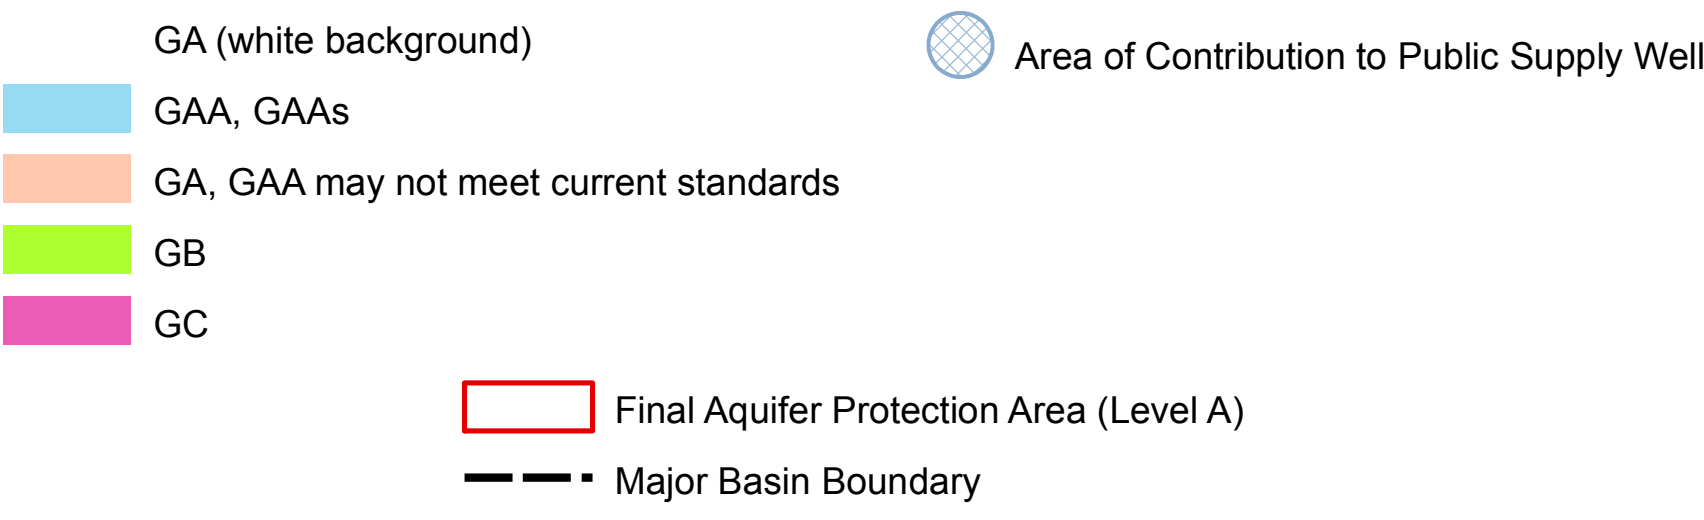 GA (white background)
Area of Contribution to Public Supply Well
GAA, GAAs
GA, GAA may not meet current standards
GB
GC
Final Aquifer Protection Area (Level A)
Major Basin Boundary